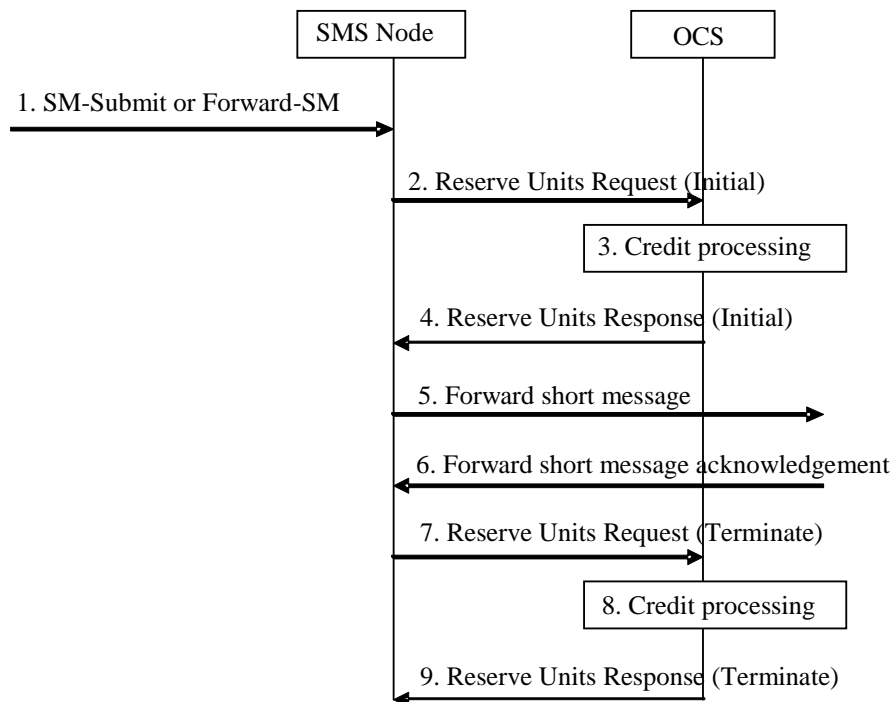 SMS Node
OCS
1. SM-Submit or Forward-SM
2. Reserve Units Request (Initial)
3. Credit processing
4. Reserve Units Response (Initial)
5. Forward short message
6. Forward short message acknowledgement
7. Reserve Units Request (Terminate)
8. Credit processing
9. Reserve Units Response (Terminate)